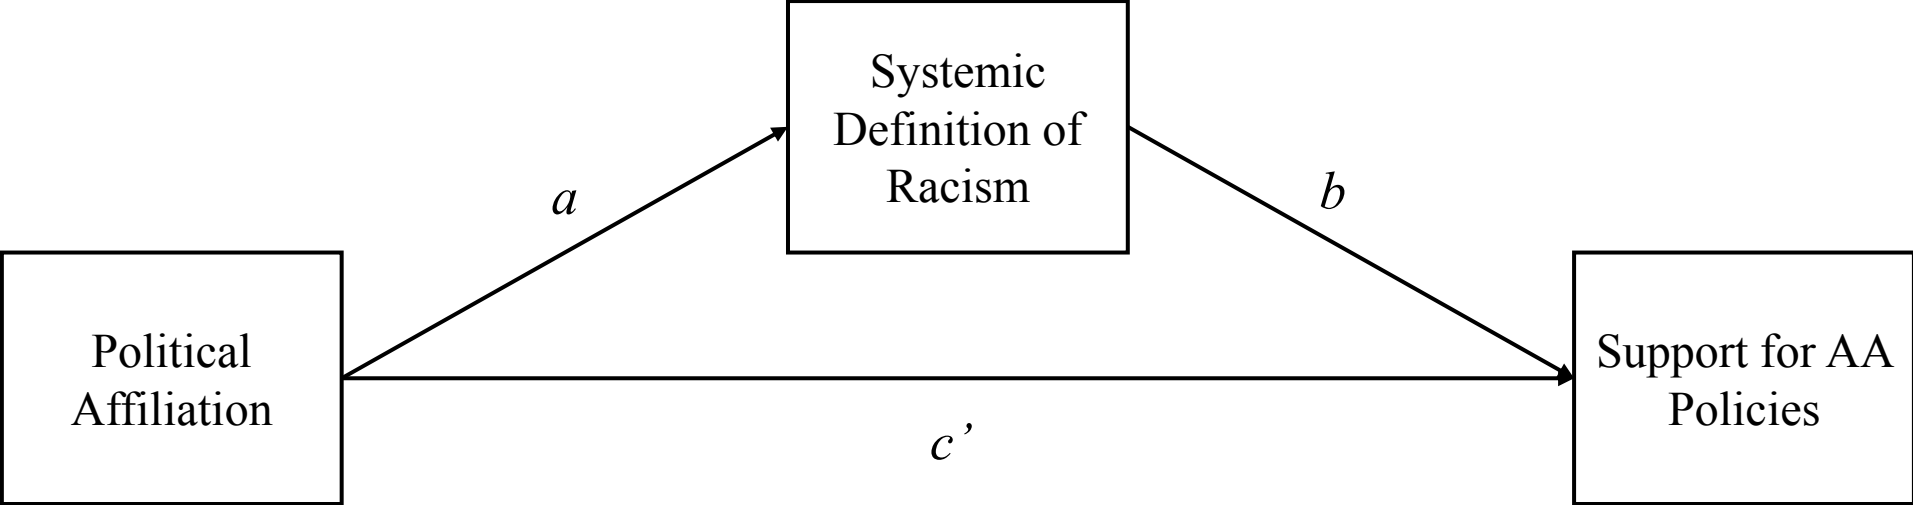 Systemic
Definition of
Racism
a
b
Political
Affiliation
Support for AA
Policies
c’